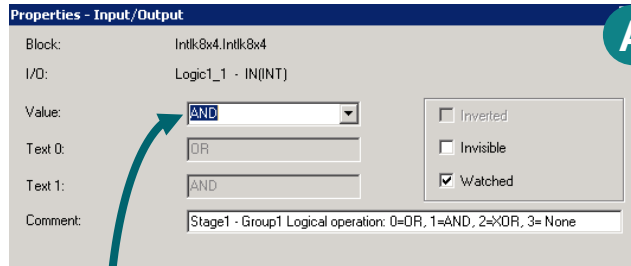 Properties - Input/Output
A
Block: Intlk8x4.Intlk8x4
I/O: Logic1_1 - IN(INT)
Value: AND Inverted
Text 0: OR Invisible
Text 1: AND Watched
Comment: Stage1 - Group1 Logical operation: 0=OR, 1=AND, 2=XOR, 3= None